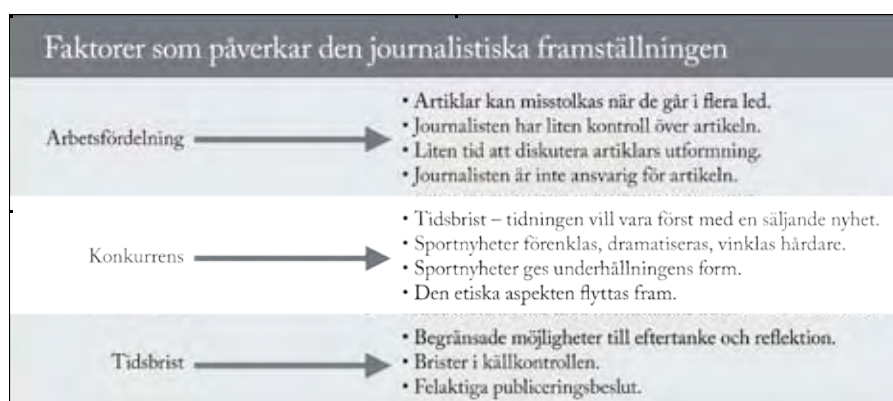 Faktorer som påverkar den journalistiska framställningen
Arbetsfördelning
• Artiklar kan misstolkas när de går i flera led.
• Journalisten har liten kontroll över artikeln.
• Liten tid att diskutera artiklars utformning.
• Journalisten är inte ansvarig för artikeln.
Konkurrens
• Tidsbrist – tidningen vill vara först med en säljande nyhet.
• Sportnyheter förenklas, dramatiseras, vinklas hårdare.
• Sportnyheter ges underhållningens form.
• Den etiska aspekten flyttas fram.
Tidsbrist
• Begränsade möjligheter till eftertanke och reflektion.
• Brister i källkontrollen.
• Felaktiga publiceringsbeslut.